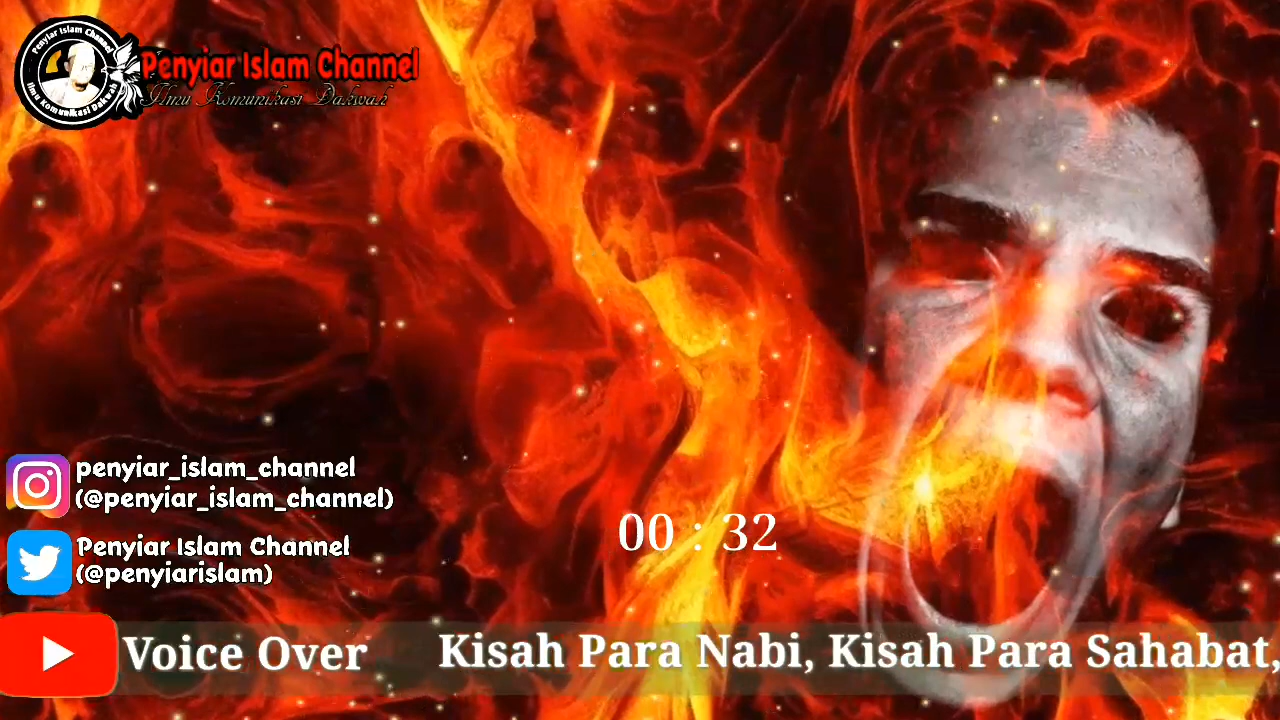 Penyiar Islam Channel
Ilmu Komunikasi Dakwah
Penyiar Islam Channel
Ilmu Komunikasi Dakwah
penyiar_islam_channel
(@penyiar_islam_channel)
Penyiar Islam Channel
(@penyiarislam)
00 : 32
Voice Over
Kisah Para Nabi, Kisah Para Sahabat,